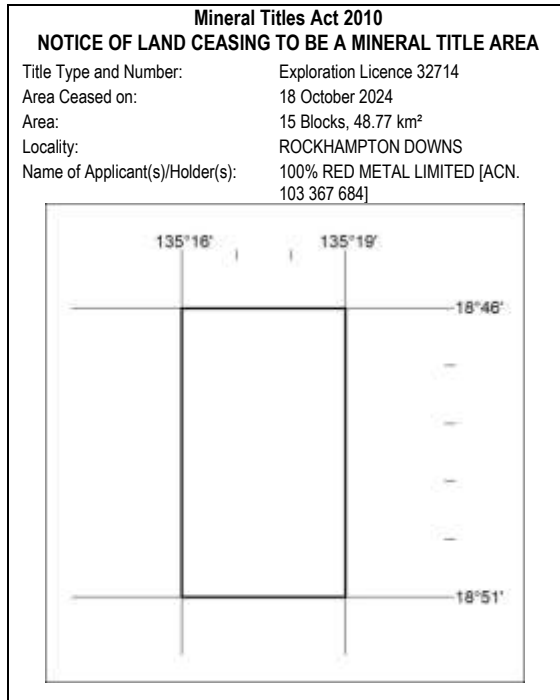 Mineral Titles Act 2010
NOTICE OF LAND CEASING TO BE A MINERAL TITLE AREA
Title Type and Number: Exploration Licence 32714
Area Ceased on: 18 October 2024
Area: 15 Blocks, 48.77 km²
Locality: ROCKHAMPTON DOWNS
Name of Applicant(s)/Holder(s): 100% RED METAL LIMITED [ACN.
103 367 684]
135°16' 135°19'
18°46'
18°51'